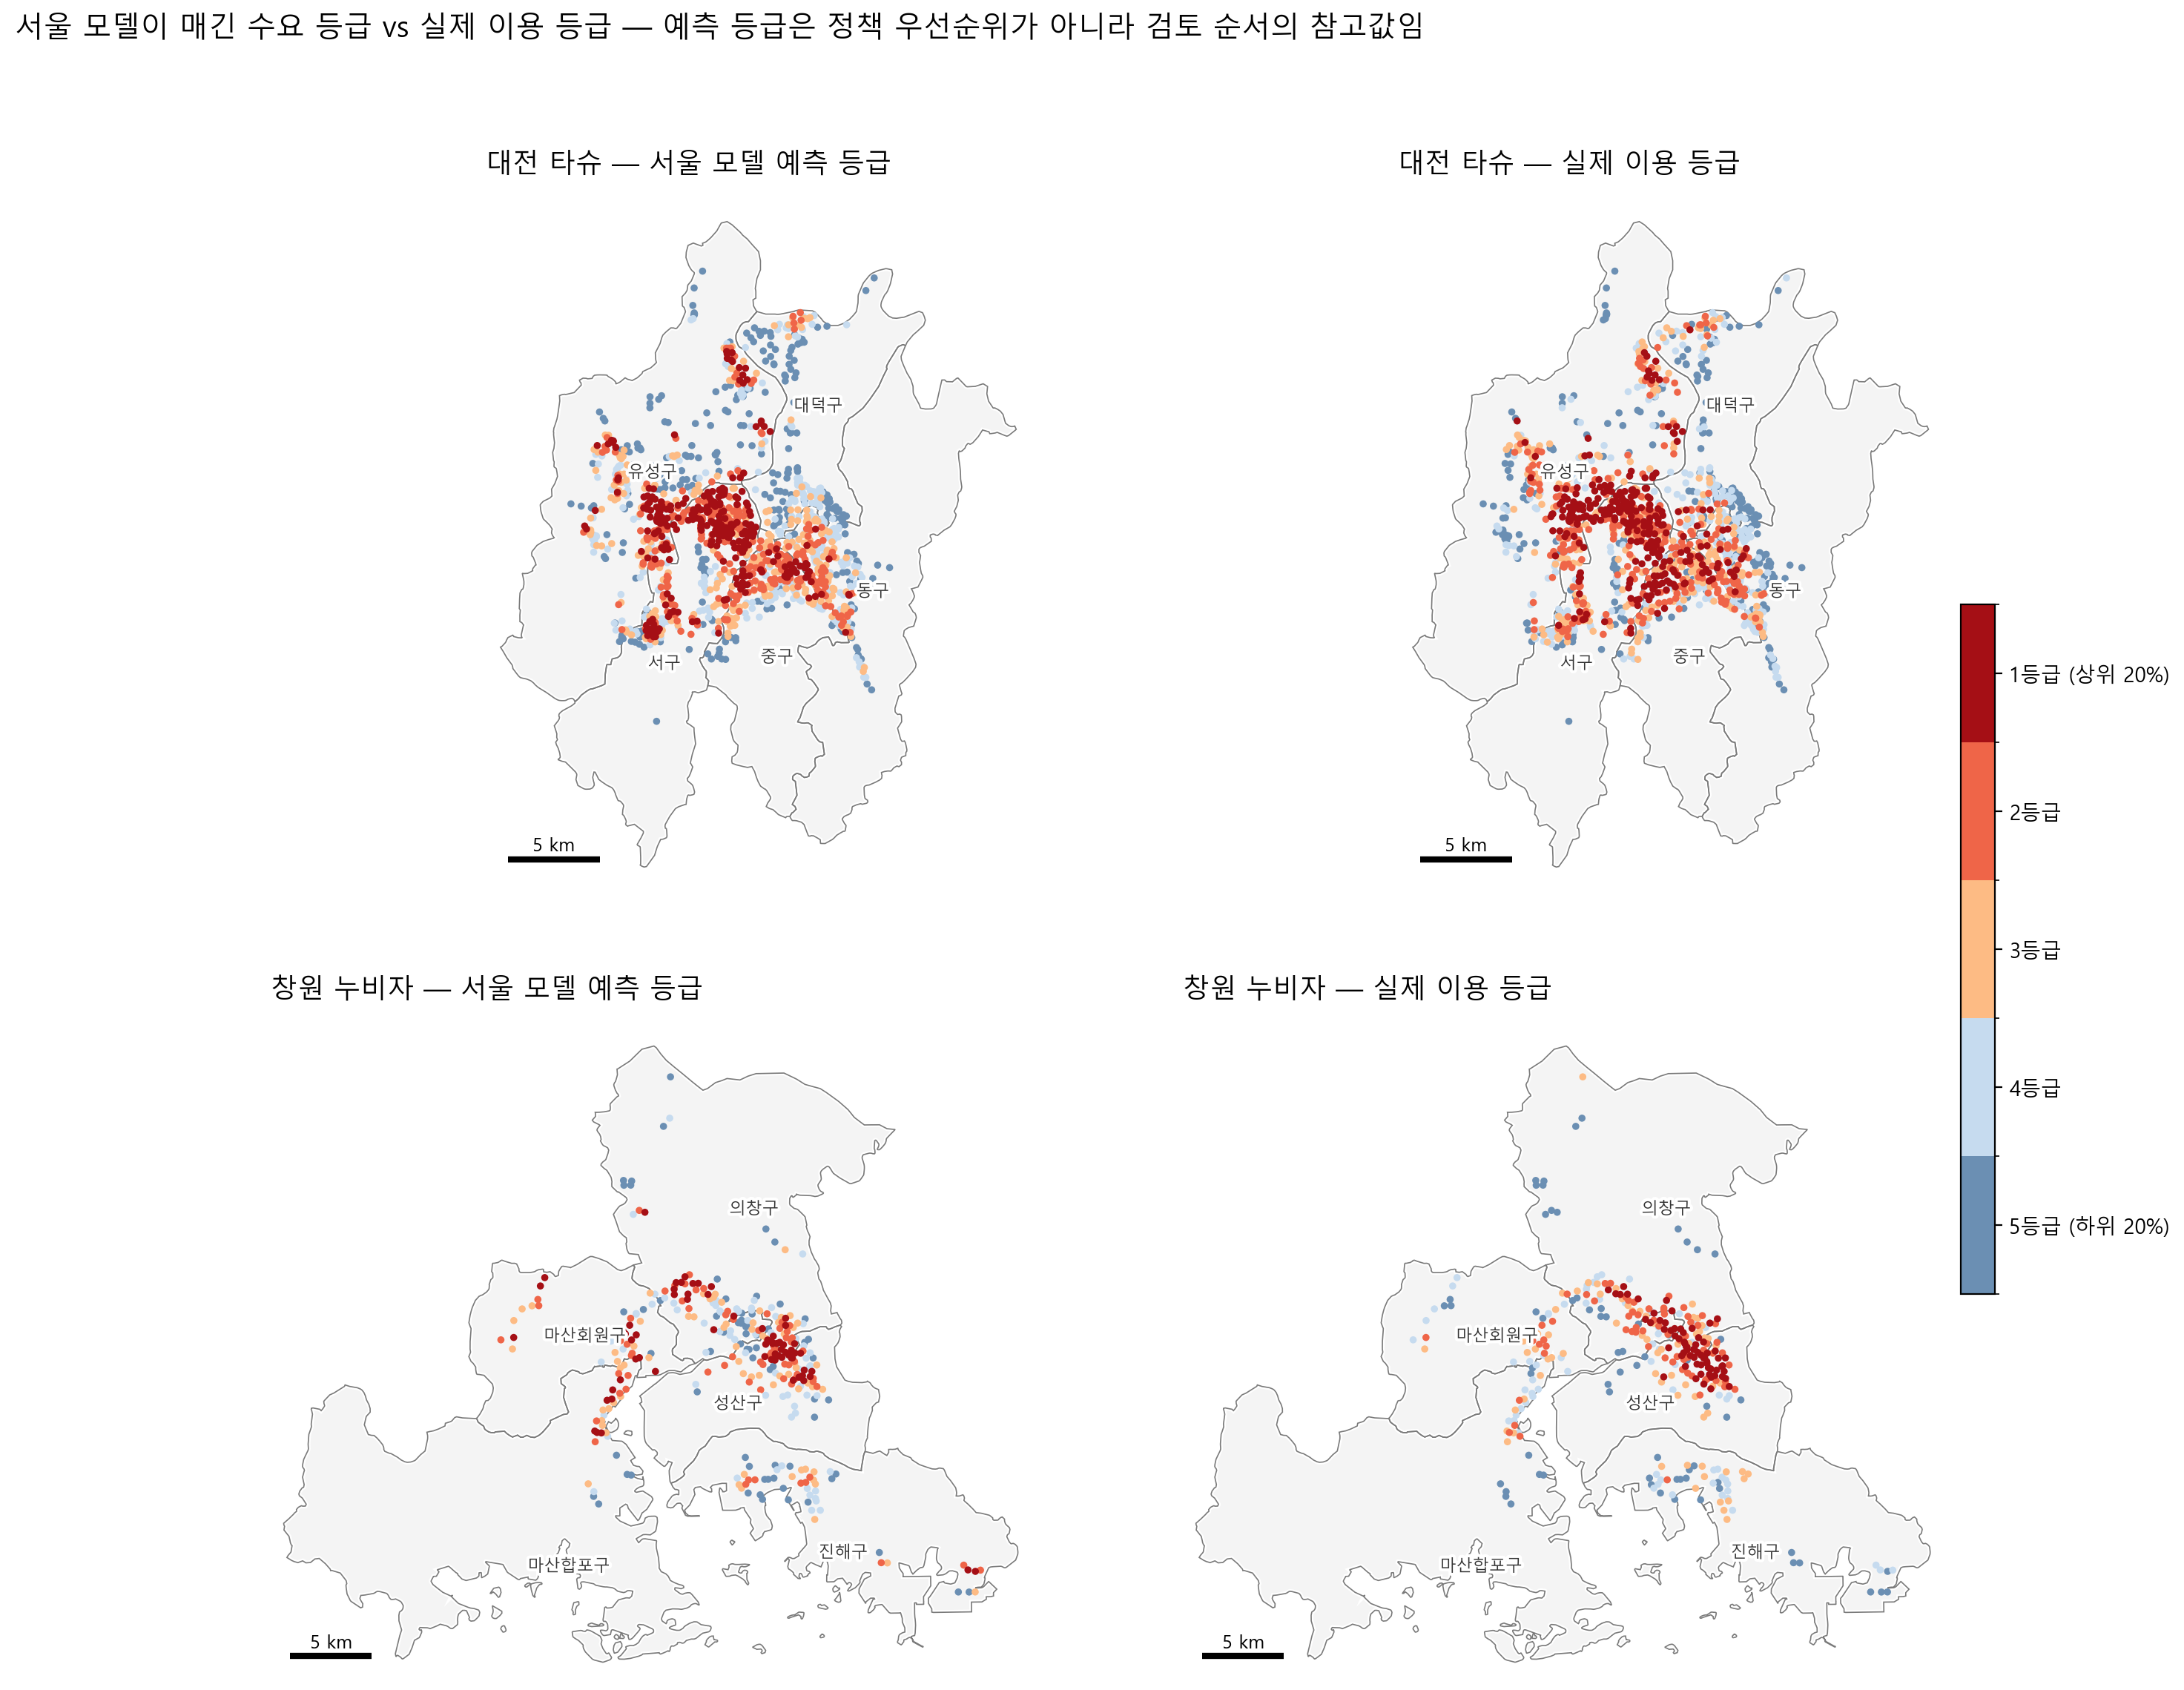 서울 모델이 매긴 수요 등급 vs 실제 이용 등급 — 예측 등급은 정책 우선순위가 아니라 검토 순서의 참고값임
대전 타슈 — 서울 모델 예측 등급
대덕구
유성구
동구
서구
중구
5 km
대전 타슈 — 실제 이용 등급
대덕구
유성구
동구
서구
중구
5 km
1등급 (상위 20%)
2등급
3등급
4등급
5등급 (하위 20%)
창원 누비자 — 서울 모델 예측 등급
의창구
마산회원구
성산구
진해구
마산합포구
5 km
창원 누비자 — 실제 이용 등급
의창구
마산회원구
성산구
진해구
마산합포구
5 km